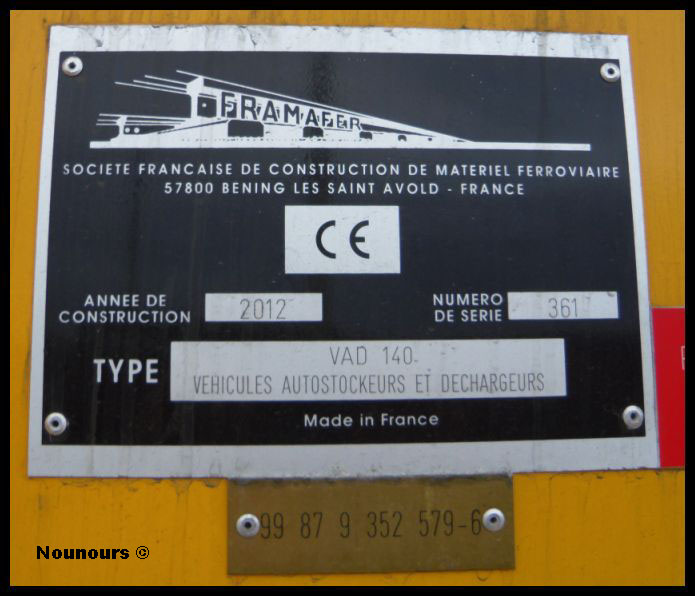 FRAMAFER
SOCIETE FRANCAISE DE CONSTRUCTION DE MATERIEL FERROVIAIRE
57800 BENING LES SAINT AVOLD - FRANCE
CE
ANNEE DE CONSTRUCTION 2012
NUMERO DE SERIE 361
TYPE
VAD 140
VEHICULES AUTOSTOCKEURS ET DECHARGEURS
Made in France
99 87 9 352 579-6
Nounours ©